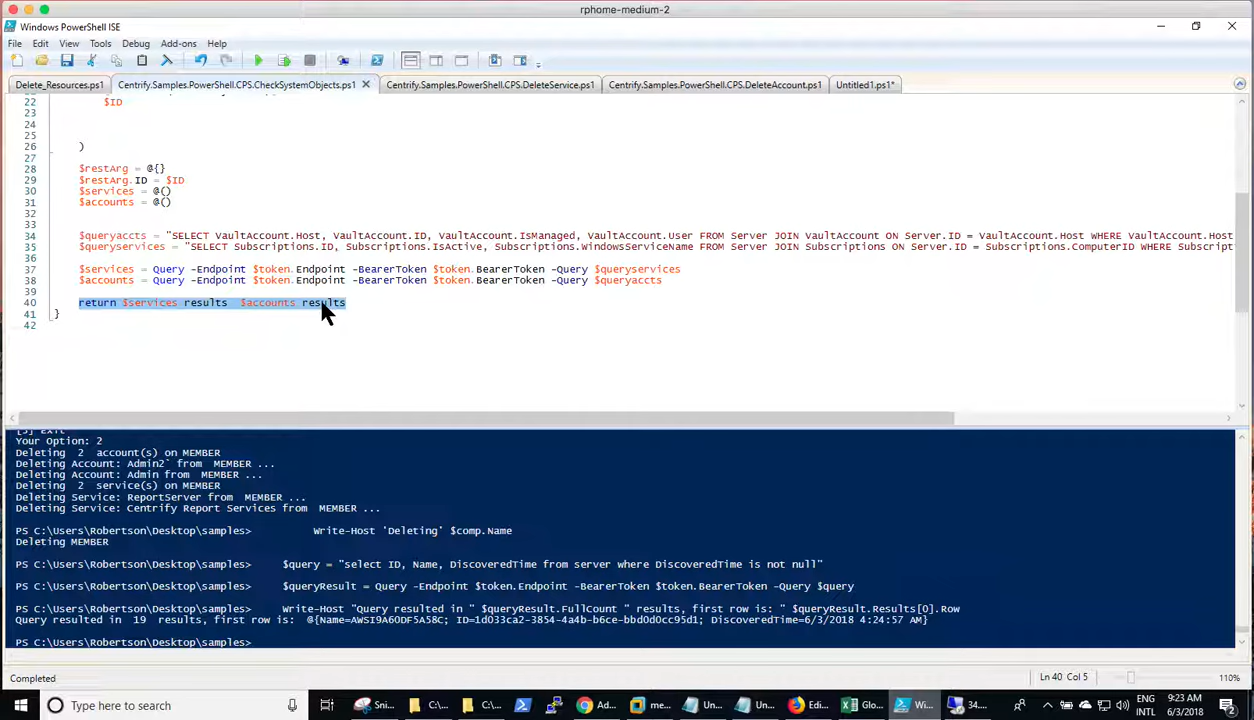 rphome-medium-2
Windows PowerShell ISE
File Edit View Tools Debug Add-ons Help
Delete_Resources.ps1 Centrify.Samples.PowerShell.CPS.CheckSystemObjects.ps1 Centrify.Samples.PowerShell.CPS.DeleteService.ps1 Centrify.Samples.PowerShell.CPS.DeleteAccount.ps1 Untitled1.ps1*
22 $ID
23
24
25
26 )
27
28 $restArg = @{}
29 $restArg.ID = $ID
30 $services = @()
31 $accounts = @()
32
33
34 $queryaccts = "SELECT VaultAccount.Host, VaultAccount.ID, VaultAccount.IsManaged, VaultAccount.User FROM Server JOIN VaultAccount ON Server.ID = VaultAccount.Host WHERE VaultAccount.Host
35 $queryservices = "SELECT Subscriptions.ID, Subscriptions.IsActive, Subscriptions.WindowsServiceName FROM Server JOIN Subscriptions ON Server.ID = Subscriptions.ComputerID WHERE Subscript
36
37 $services = Query -Endpoint $token.Endpoint -BearerToken $token.BearerToken -Query $queryservices
38 $accounts = Query -Endpoint $token.Endpoint -BearerToken $token.BearerToken -Query $queryaccts
39
40 return $services results $accounts results
41 }
42
[3] Exit
Your Option: 2
Deleting 2 account(s) on MEMBER
Deleting Account: Admin2` from MEMBER ...
Deleting Account: Admin from MEMBER ...
Deleting 2 service(s) on MEMBER
Deleting Service: ReportServer from MEMBER ...
Deleting Service: Centrify Report Services from MEMBER ...
PS C:\Users\Robertson\Desktop\samples> Write-Host 'Deleting' $comp.Name
Deleting MEMBER
PS C:\Users\Robertson\Desktop\samples> $query = "select ID, Name, DiscoveredTime from server where DiscoveredTime is not null"
PS C:\Users\Robertson\Desktop\samples> $queryResult = Query -Endpoint $token.Endpoint -BearerToken $token.BearerToken -Query $query
PS C:\Users\Robertson\Desktop\samples> Write-Host "Query resulted in " $queryResult.FullCount " results, first row is: " $queryResult.Results[0].Row
Query resulted in 19 results, first row is: @{Name=AWSI9A60DF5A58C; ID=1d033ca2-3854-4a4b-b6ce-bbd0d0cc95d1; DiscoveredTime=6/3/2018 4:24:57 AM}
PS C:\Users\Robertson\Desktop\samples>
Completed Ln 40 Col 5 110%
Type here to search Sni... C:\... C:\... Ad... me... Un... Un... Edi... Glo... Wi... 34.... ENG INTL 9:23 AM 6/3/2018 2